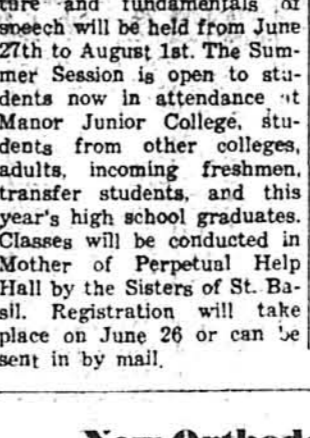 ture and fundamentals of
speech will be held from June
27th to August 1st. The Sum-
mer Session is open to stu-
dents now in attendance at
Manor Junior College, stu-
dents from other colleges,
adults, incoming freshmen,
transfer students, and this
year's high school graduates.
Classes will be conducted in
Mother of Perpetual Help
Hall by the Sisters of St. Ba-
sil. Registration will take
place on June 26 or can be
sent in by mail.